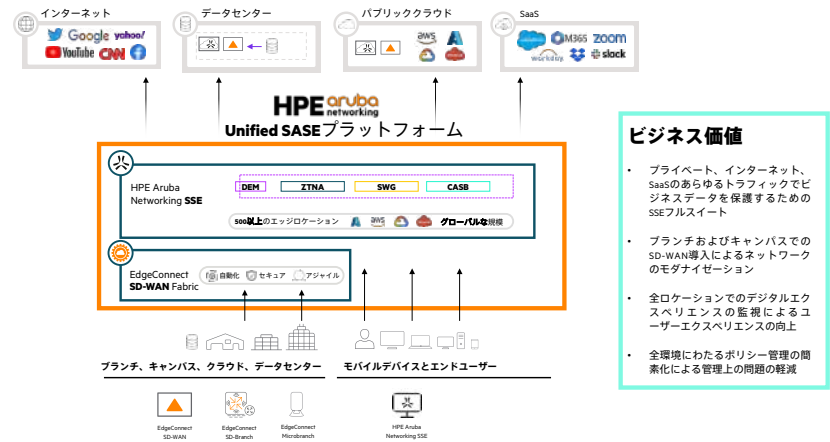 インターネット
データセンター
パブリッククラウド
SaaS
Google yahoo!
YouTube CNN
aws
M365 zoom
workday slack
HPE aruba
networking
Unified SASEプラットフォーム
HPE Aruba
Networking SSE
DEM ZTNA SWG CASB
500以上のエッジロケーション aws グローバルな規模
EdgeConnect
SD-WAN Fabric
自動化 セキュア アジャイル
ブランチ、キャンパス、クラウド、データセンター
モバイルデバイスとエンドユーザー
EdgeConnect
SD-WAN
EdgeConnect
SD-Branch
EdgeConnect
Microbranch
HPE Aruba
Networking SSE
ビジネス価値
• プライベート、インターネット、
SaaSのあらゆるトラフィックでビ
ジネスデータを保護するための
SSEフルスイート
• ブランチおよびキャンパスでの
SD-WAN導入によるネットワーク
のモダナイゼーション
• 全ロケーションでのデジタルエク
スペリエンスの監視によるユ
ーザーエクスペリエンスの向上
• 全環境にわたるポリシー管理の簡
素化による管理上の問題の軽減